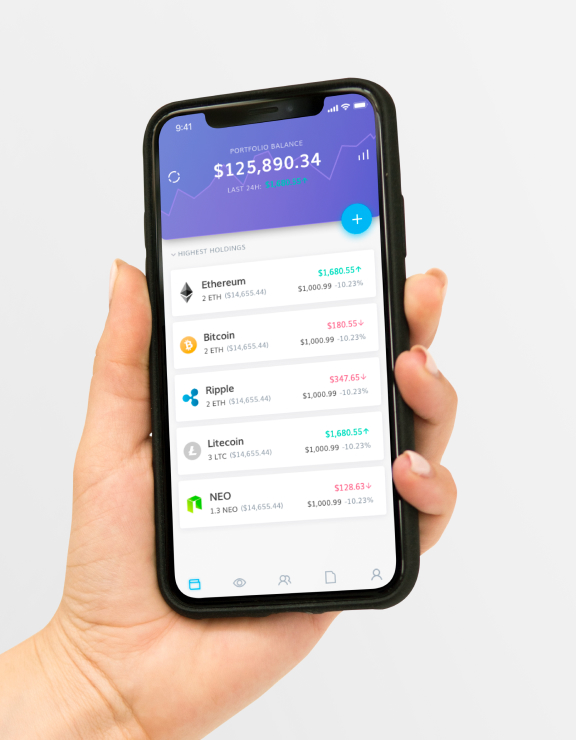 9:41
PORTFOLIO BALANCE
$125,890.34
LAST 24H:
HIGHEST HOLDINGS
Ethereum $1,680.55↑
2 ETH ($14,655.44) $1,000.99 -10.23%
Bitcoin $180.55↓
2 ETH ($14,655.44) $1,000.99 -10.23%
Ripple $347.65↓
2 ETH ($14,655.44) $1,000.99 -10.23%
Litecoin $1,680.55↑
3 LTC ($14,655.44) $1,000.99 -10.23%
NEO $128.63↓
1.3 NEO ($14,655.44) $1,000.99 -10.23%